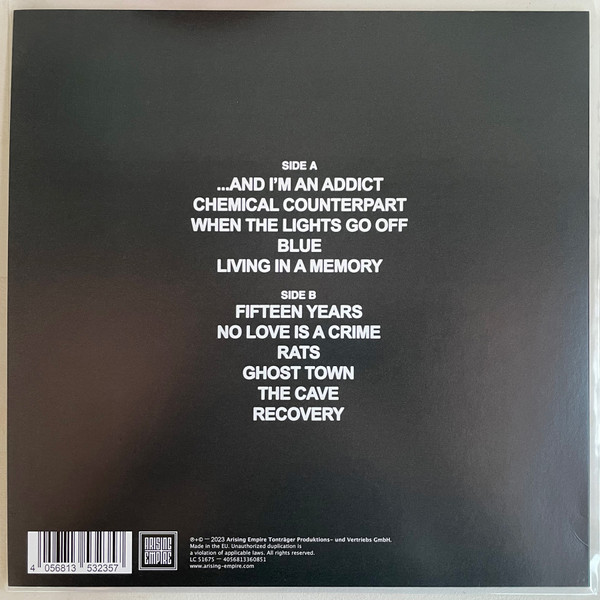 SIDE A
...AND I'M AN ADDICT
CHEMICAL COUNTERPART
WHEN THE LIGHTS GO OFF
BLUE
LIVING IN A MEMORY
SIDE B
FIFTEEN YEARS
NO LOVE IS A CRIME
RATS
GHOST TOWN
THE CAVE
RECOVERY
4 056813 532357
ARISING
EMPIRE
℗+© — 2023 Arising Empire Tonträger Produktions- und Vertriebs GmbH.
Made in the EU. Unauthorized duplication is
a violation of applicable laws. All rights reserved.
LC 51675 — 4056813360851
www.arising-empire.com